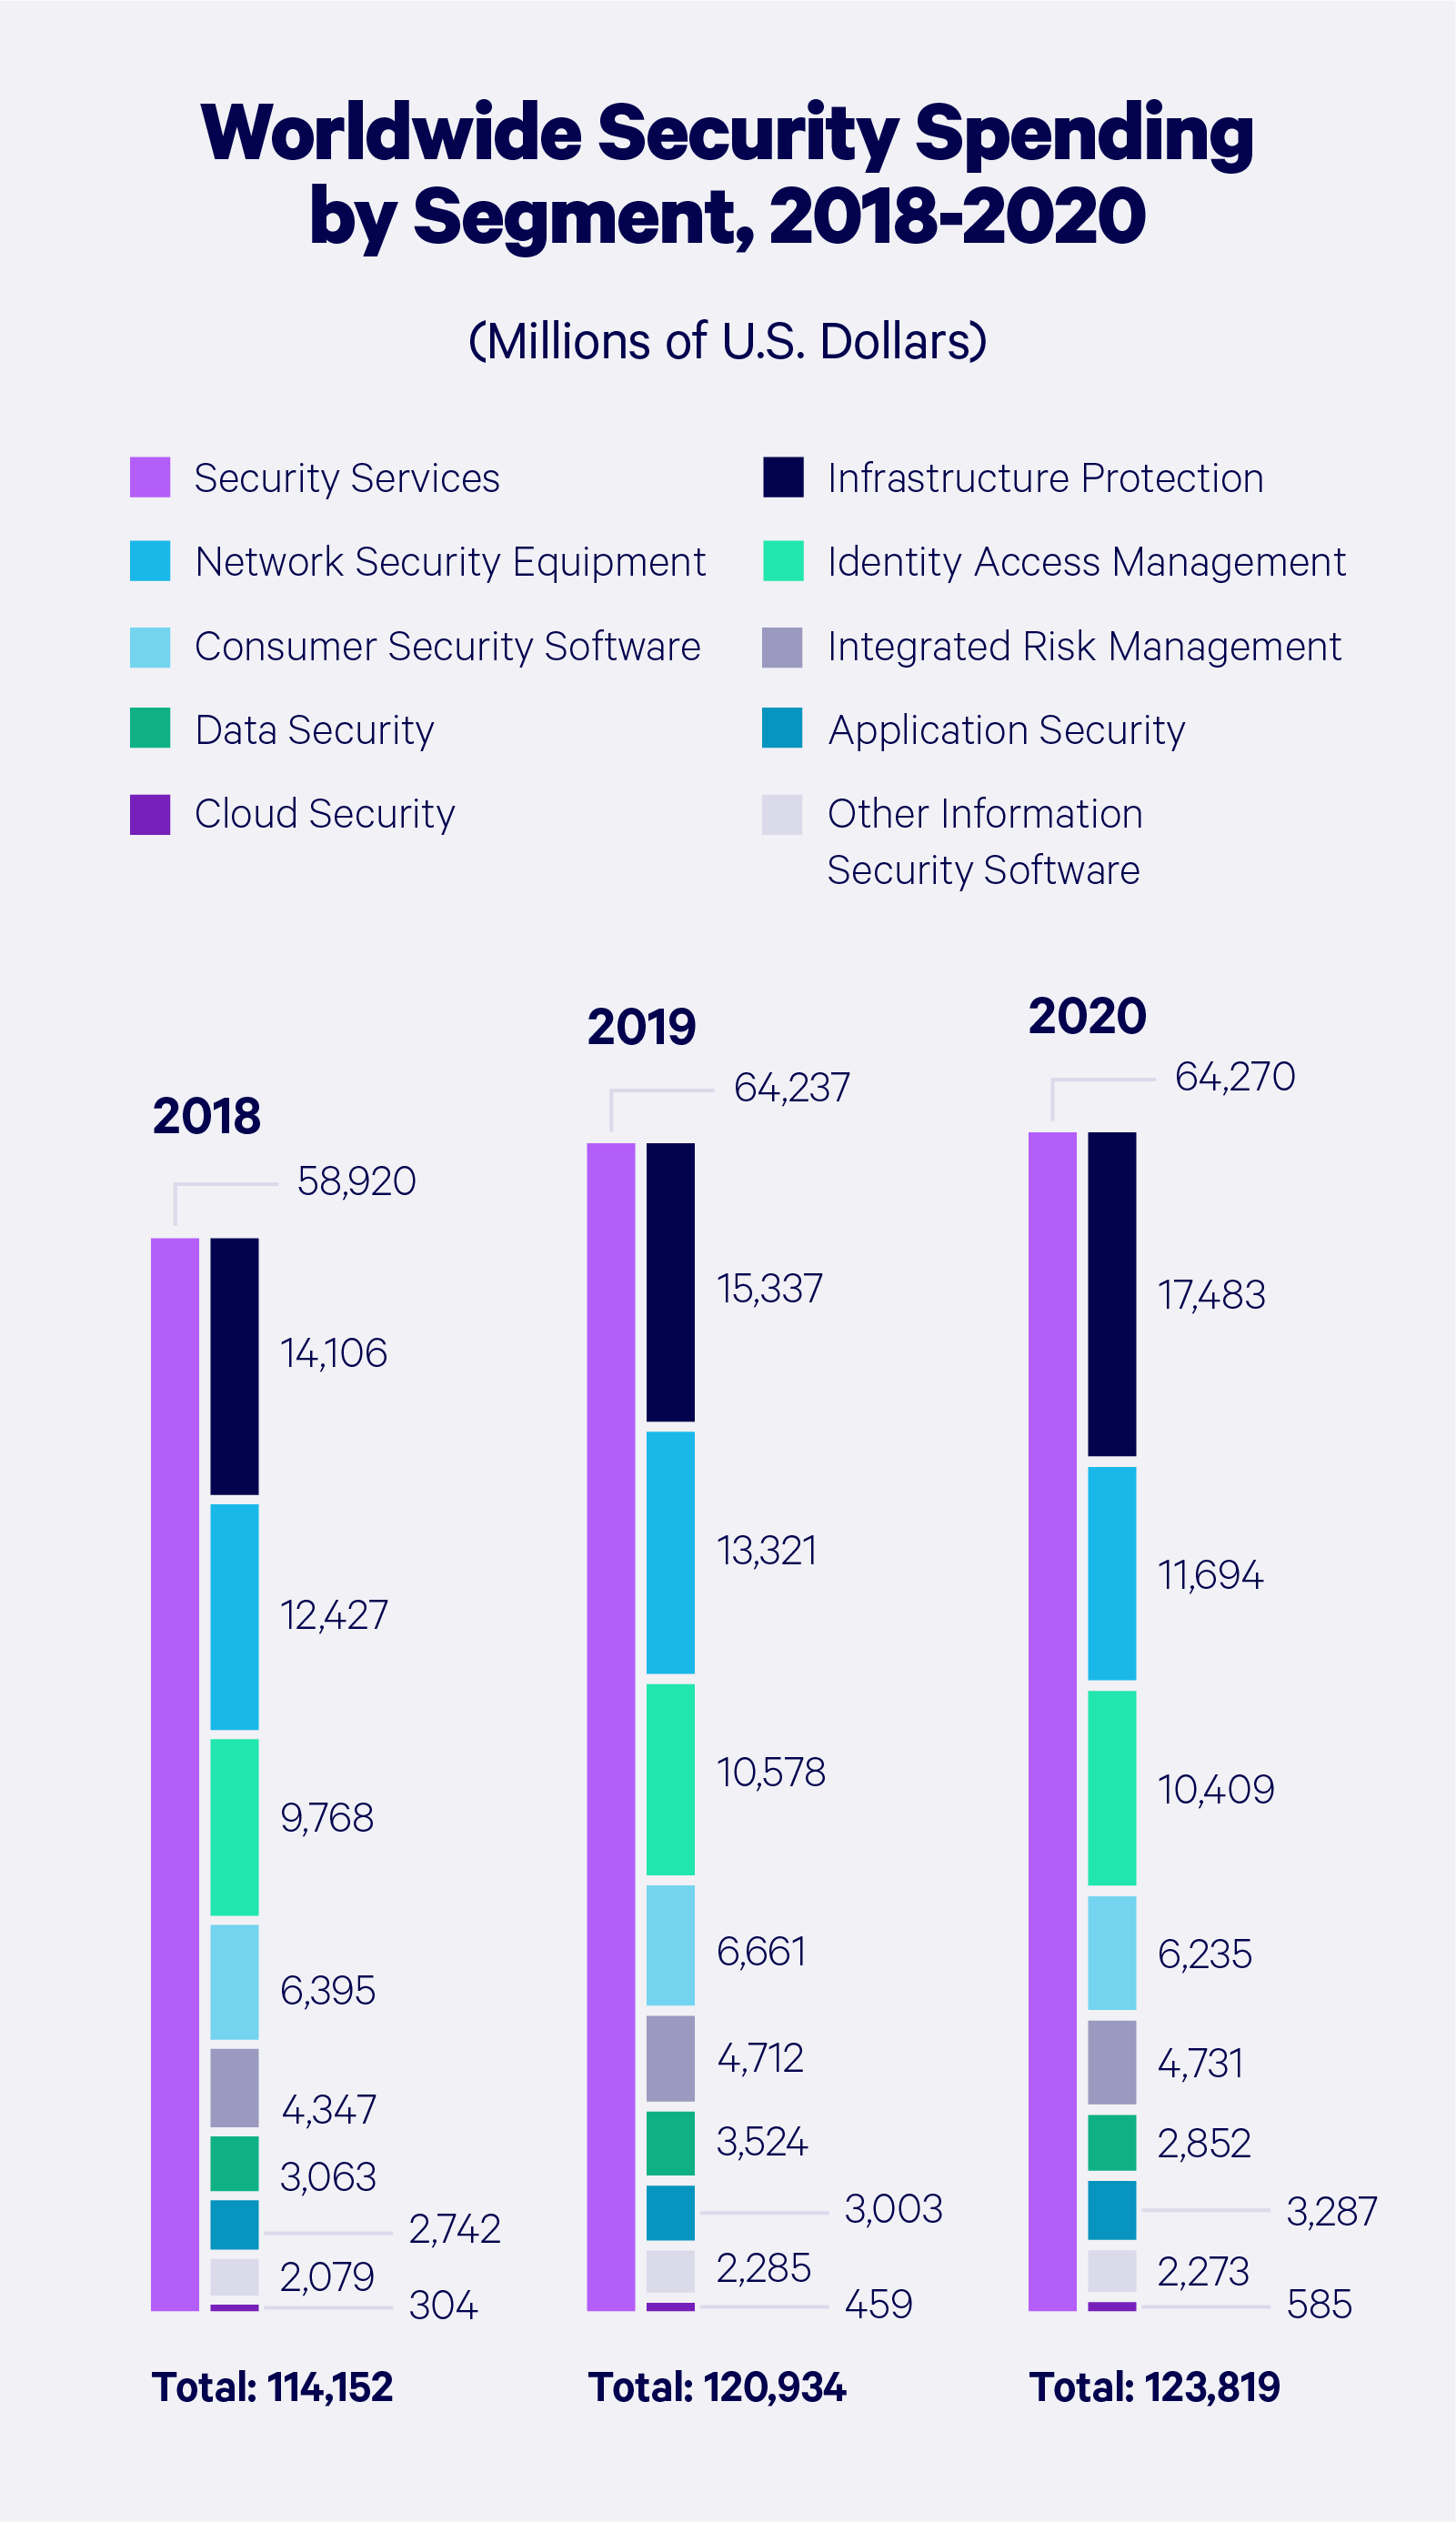 Worldwide Security Spending
by Segment, 2018-2020
(Millions of U.S. Dollars)
Security Services
Infrastructure Protection
Network Security Equipment
Identity Access Management
Consumer Security Software
Integrated Risk Management
Data Security
Application Security
Cloud Security
Other Information
Security Software
2018
58,920
14,106
12,427
9,768
6,395
4,347
3,063
2,742
2,079
304
Total: 114,152
2019
64,237
15,337
13,321
10,578
6,661
4,712
3,524
3,003
2,285
459
Total: 120,934
2020
64,270
17,483
11,694
10,409
6,235
4,731
2,852
3,287
2,273
585
Total: 123,819